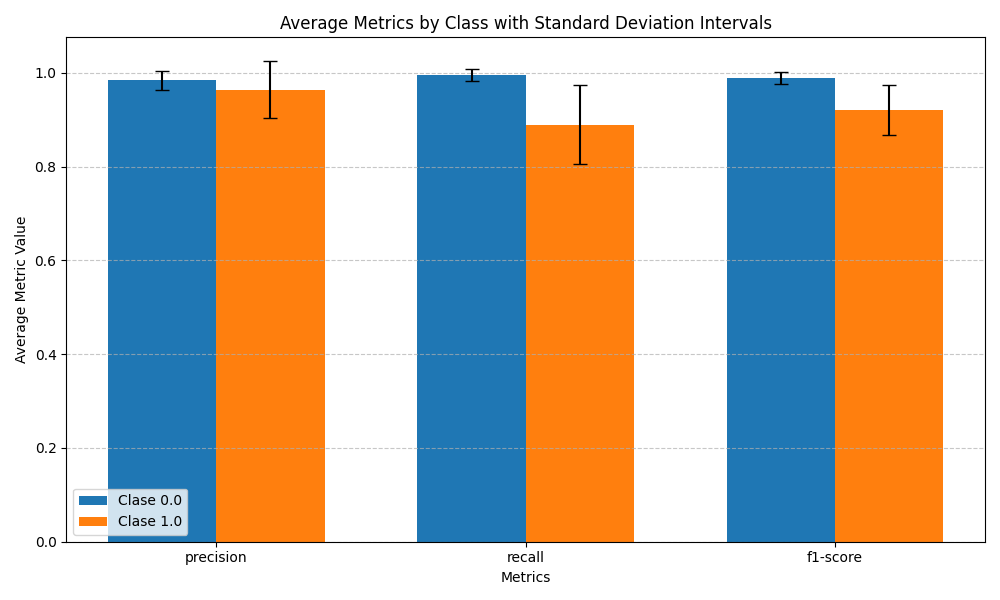 Average Metrics by Class with Standard Deviation Intervals
Average Metric Value
1.0
0.8
0.6
0.4
0.2
0.0
Clase 0.0
Clase 1.0
precision
recall
f1-score
Metrics